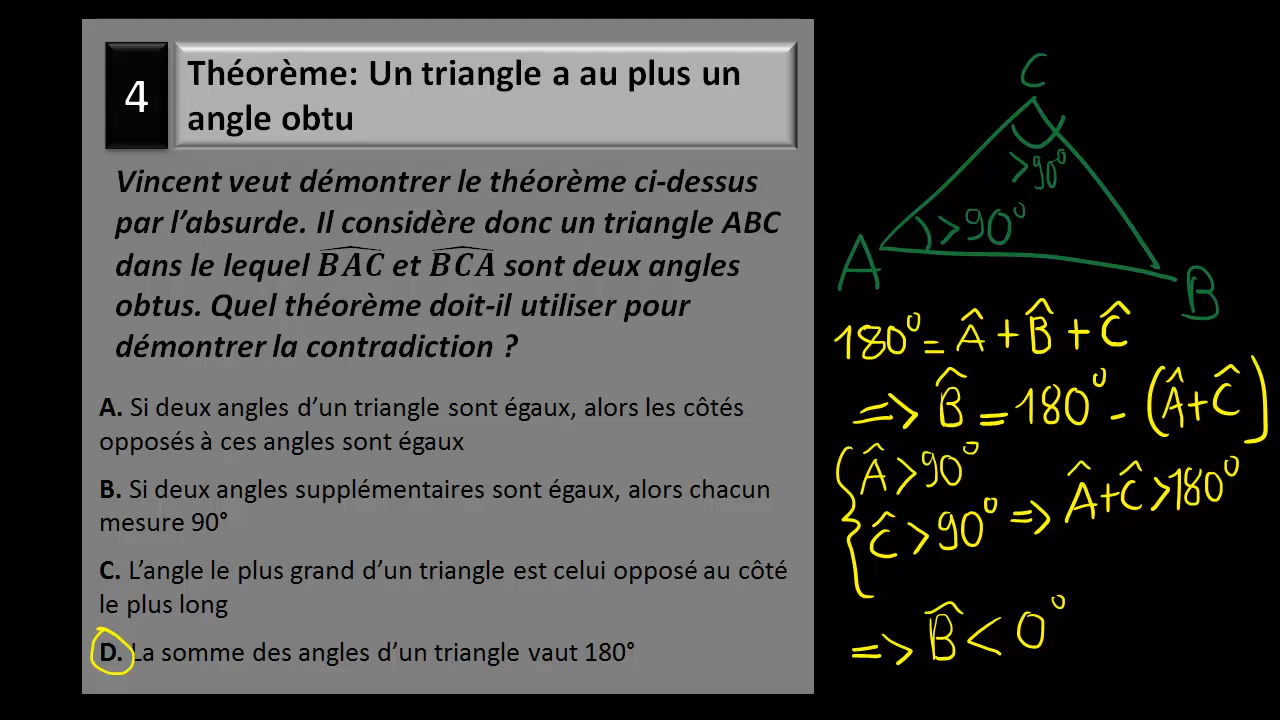 4
Théorème: Un triangle a au plus un
angle obtu
Vincent veut démontrer le théorème ci-dessus
par l’absurde. Il considère donc un triangle ABC
dans le lequel \widehat{BAC} et \widehat{BCA} sont deux angles
obtus. Quel théorème doit-il utiliser pour
démontrer la contradiction ?
A. Si deux angles d’un triangle sont égaux, alors les côtés
opposés à ces angles sont égaux
B. Si deux angles supplémentaires sont égaux, alors chacun
mesure 90°
C. L’angle le plus grand d’un triangle est celui opposé au côté
le plus long
D. La somme des angles d’un triangle vaut 180°
C
>90°
>90°
A
B
180° = Â + B̂ + Ĉ
=> B̂ = 180° - (Â+Ĉ)
{ Â > 90°
Ĉ > 90° => Â+Ĉ > 180°
=> B̂ < 0°